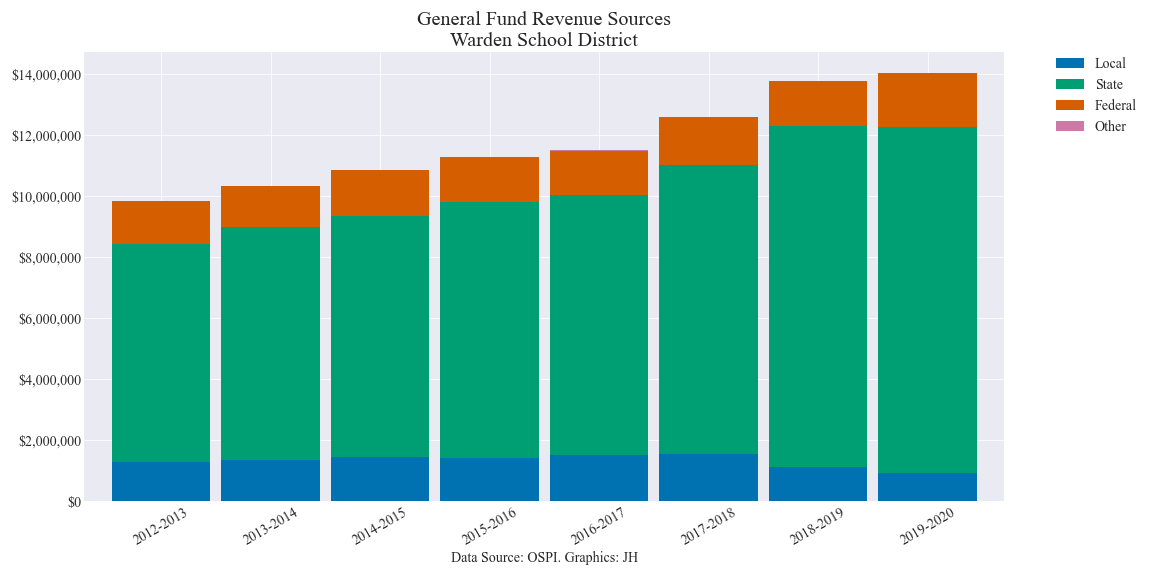 General Fund Revenue Sources
Warden School District
Local
State
Federal
Other
$14,000,000
$12,000,000
$10,000,000
$8,000,000
$6,000,000
$4,000,000
$2,000,000
$0
2012-2013
2013-2014
2014-2015
2015-2016
2016-2017
2017-2018
2018-2019
2019-2020
Data Source: OSPI. Graphics: JH